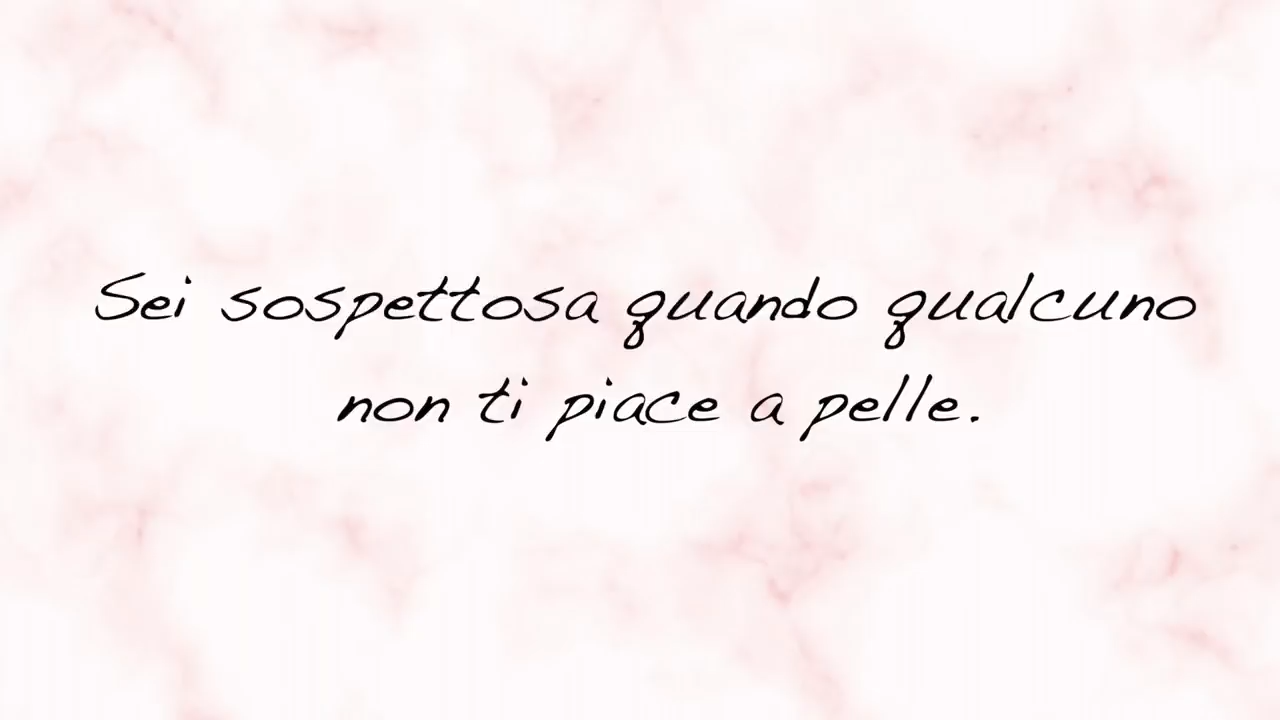 Sei sospettosa quando qualcuno
non ti piace a pelle.